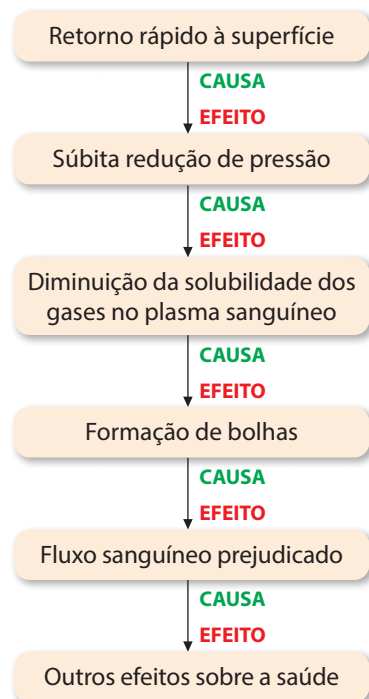 Retorno rápido à superfície
CAUSA
EFEITO
Súbita redução de pressão
CAUSA
EFEITO
Diminuição da solubilidade dos
gases no plasma sanguíneo
CAUSA
EFEITO
Formação de bolhas
CAUSA
EFEITO
Fluxo sanguíneo prejudicado
CAUSA
EFEITO
Outros efeitos sobre a saúde